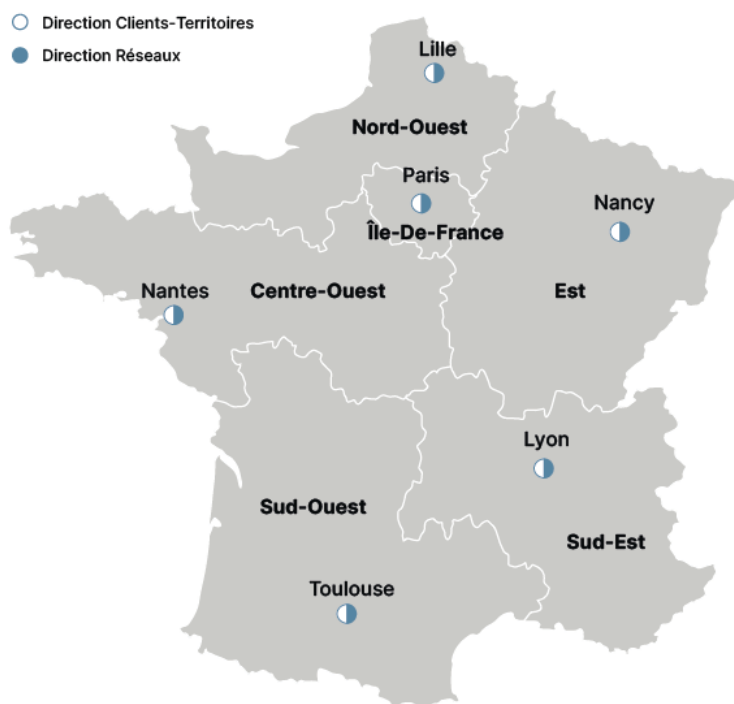 Direction Clients-Territoires
Direction Réseaux
Lille
Nord-Ouest
Paris
Île-De-France
Nancy
Nantes
Centre-Ouest
Est
Lyon
Sud-Ouest
Sud-Est
Toulouse